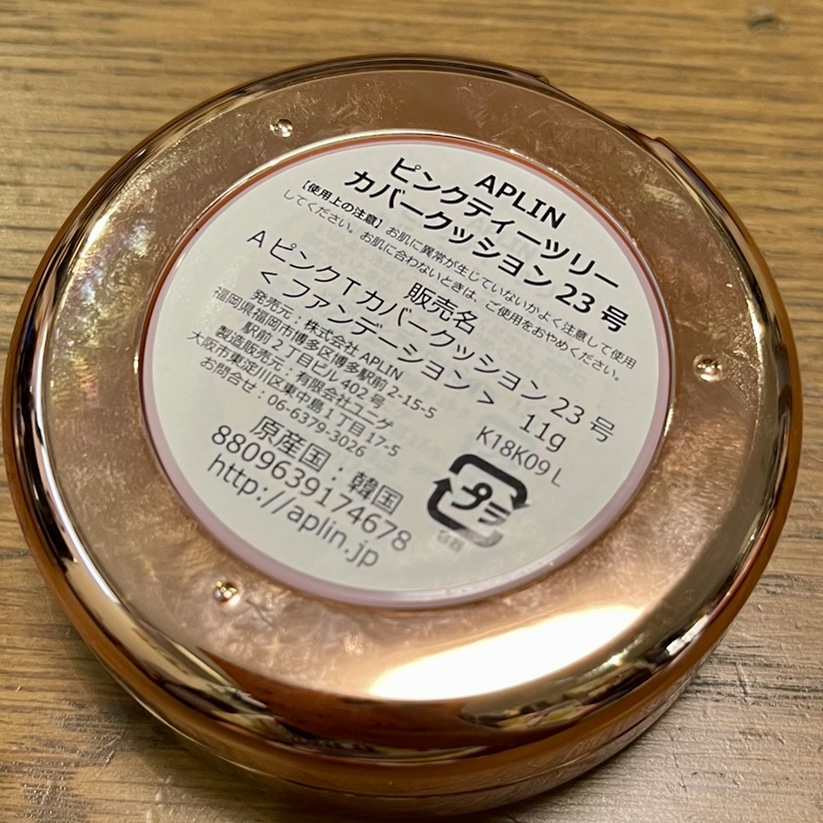 APLIN
ピンクティーツリー
カバークッション 23 号
【使用上の注意】お肌に異常が生じていないかよく注意して使用
してください。お肌に合わないときは、ご使用をおやめください。
販売名
AピンクTカバークッション 23 号
<ファンデーション> 11g
発売元:株式会社 APLIN
福岡県福岡市博多区博多駅前 2-15-5
駅前2丁目ビル 402 号
製造販売元:有限会社ユーゲ
大阪市東淀川区東中島1丁目17-5
お問合せ:06-6379-3026
K18K09 L
原産国:韓国
8809639174678
http://aplin.jp
プラ